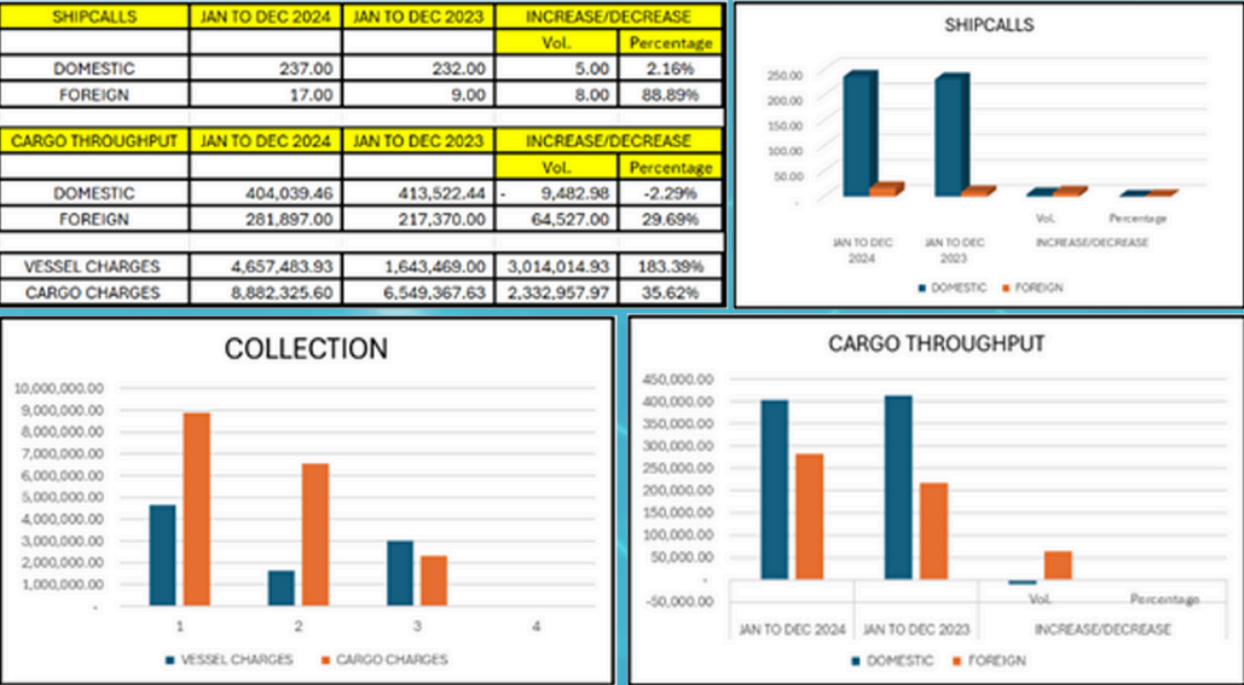 SHIPCALLS JAN TO DEC 2024 JAN TO DEC 2023 INCREASE/DECREASE
Vol. Percentage
DOMESTIC 237.00 232.00 5.00 2.16%
FOREIGN 17.00 9.00 8.00 88.89%
CARGO THROUGHPUT JAN TO DEC 2024 JAN TO DEC 2023 INCREASE/DECREASE
Vol. Percentage
DOMESTIC 404,039.46 413,522.44 - 9,482.98 -2.29%
FOREIGN 281,897.00 217,370.00 64,527.00 29.69%
VESSEL CHARGES 4,657,483.93 1,643,469.00 3,014,014.93 183.39%
CARGO CHARGES 8,882,325.60 6,549,367.63 2,332,957.97 35.62%
SHIPCALLS
250.00
200.00
150.00
100.00
50.00
-
Vol. Percentage
JAN TO DEC 2024 JAN TO DEC 2023 INCREASE/DECREASE
DOMESTIC FOREIGN
COLLECTION
10,000,000.00
9,000,000.00
8,000,000.00
7,000,000.00
6,000,000.00
5,000,000.00
4,000,000.00
3,000,000.00
2,000,000.00
1,000,000.00
-
1 2 3 4
VESSEL CHARGES CARGO CHARGES
CARGO THROUGHPUT
450,000.00
400,000.00
350,000.00
300,000.00
250,000.00
200,000.00
150,000.00
100,000.00
50,000.00
-
-50,000.00
Vol. Percentage
JAN TO DEC 2024 JAN TO DEC 2023 INCREASE/DECREASE
DOMESTIC FOREIGN